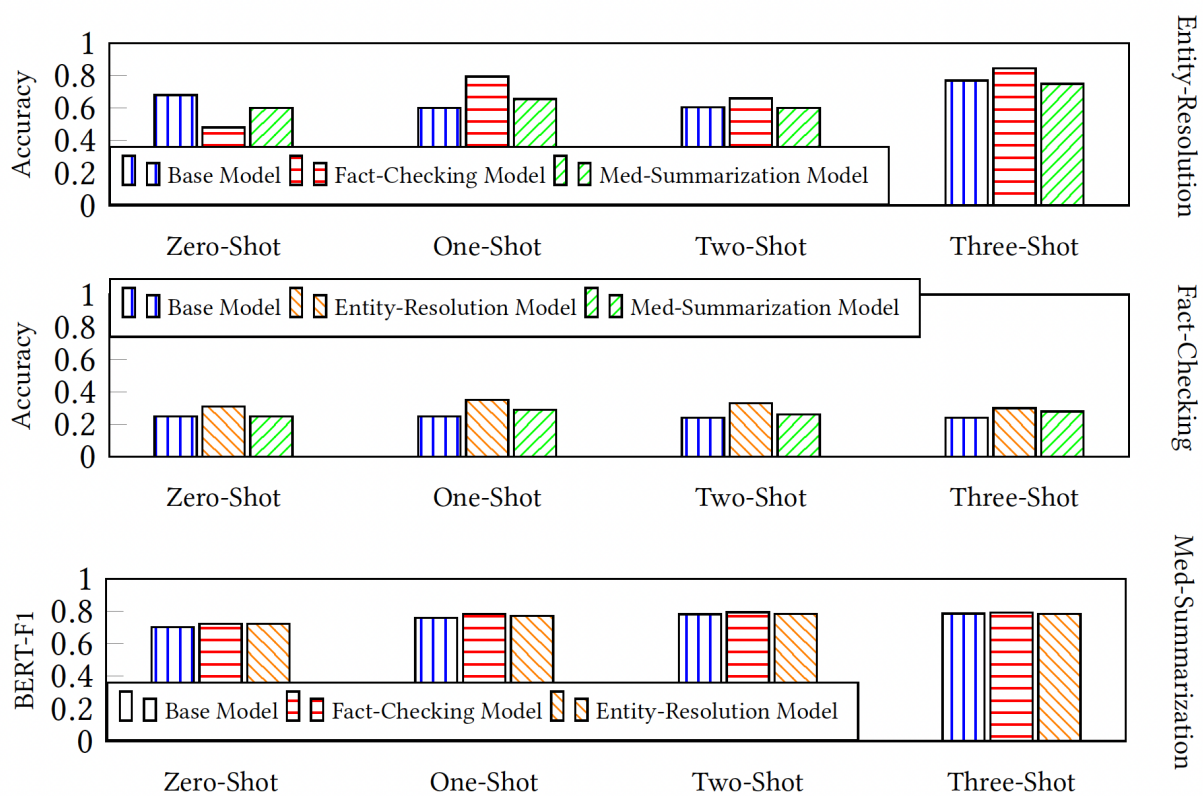 Entity-Resolution
Accuracy
1
0.8
0.6
0.4
0.2
0
Base Model Fact-Checking Model Med-Summarization Model
Zero-Shot One-Shot Two-Shot Three-Shot
Fact-Checking
Accuracy
1
0.8
0.6
0.4
0.2
0
Base Model Entity-Resolution Model Med-Summarization Model
Zero-Shot One-Shot Two-Shot Three-Shot
Med-Summarization
BERT-F1
1
0.8
0.6
0.4
0.2
0
Base Model Fact-Checking Model Entity-Resolution Model
Zero-Shot One-Shot Two-Shot Three-Shot